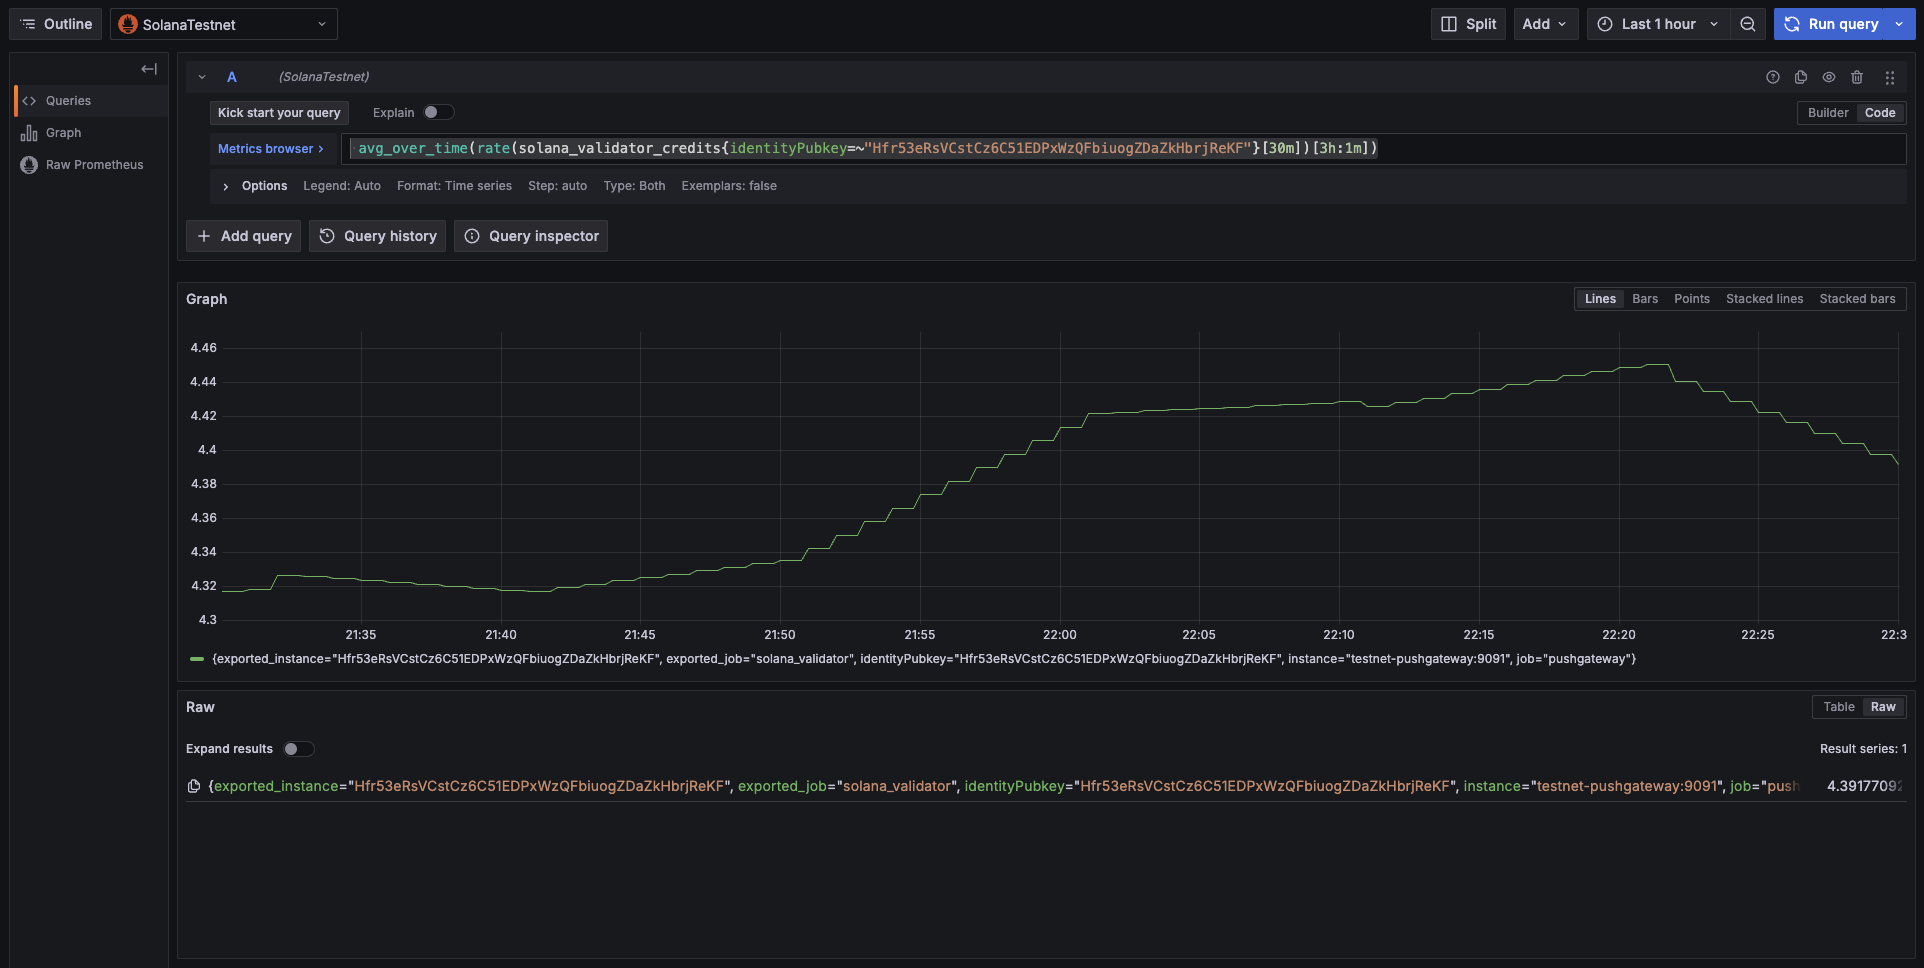 Outline SolanaTestnet Split Add Last 1 hour Run query
A (SolanaTestnet)
Queries
Graph
Raw Prometheus
Kick start your query Explain Builder Code
Metrics browser > avg_over_time(rate(solana_validator_credits{identityPubkey=~"Hfr53eRsVCstCz6C51EDPxWzQFbiuogZDaZkHbrjReKF"}[30m])[3h:1m])
Options Legend: Auto Format: Time series Step: auto Type: Both Exemplars: false
+ Add query Query history Query inspector
Graph Lines Bars Points Stacked lines Stacked bars
4.46
4.44
4.42
4.4
4.38
4.36
4.34
4.32
4.3
21:35 21:40 21:45 21:50 21:55 22:00 22:05 22:10 22:15 22:20 22:25 22:3
{exported_instance="Hfr53eRsVCstCz6C51EDPxWzQFbiuogZDaZkHbrjReKF", exported_job="solana_validator", identityPubkey="Hfr53eRsVCstCz6C51EDPxWzQFbiuogZDaZkHbrjReKF", instance="testnet-pushgateway:9091", job="pushgateway"}
Raw Table Raw
Expand results Result series: 1
{exported_instance="Hfr53eRsVCstCz6C51EDPxWzQFbiuogZDaZkHbrjReKF", exported_job="solana_validator", identityPubkey="Hfr53eRsVCstCz6C51EDPxWzQFbiuogZDaZkHbrjReKF", instance="testnet-pushgateway:9091", job="push 4.39177092